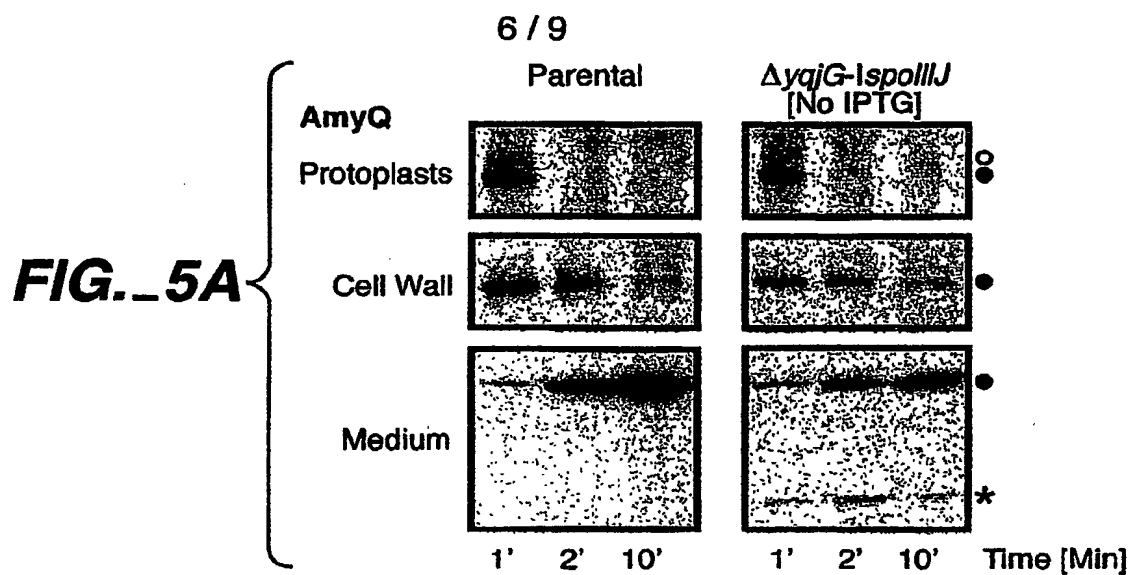 6 / 9
Parental
ΔyqjG-IspoIIIJ
[No IPTG]
AmyQ
Protoplasts
FIG._5A
Cell Wall
Medium
*
1' 2' 10' 1' 2' 10' Time [Min]